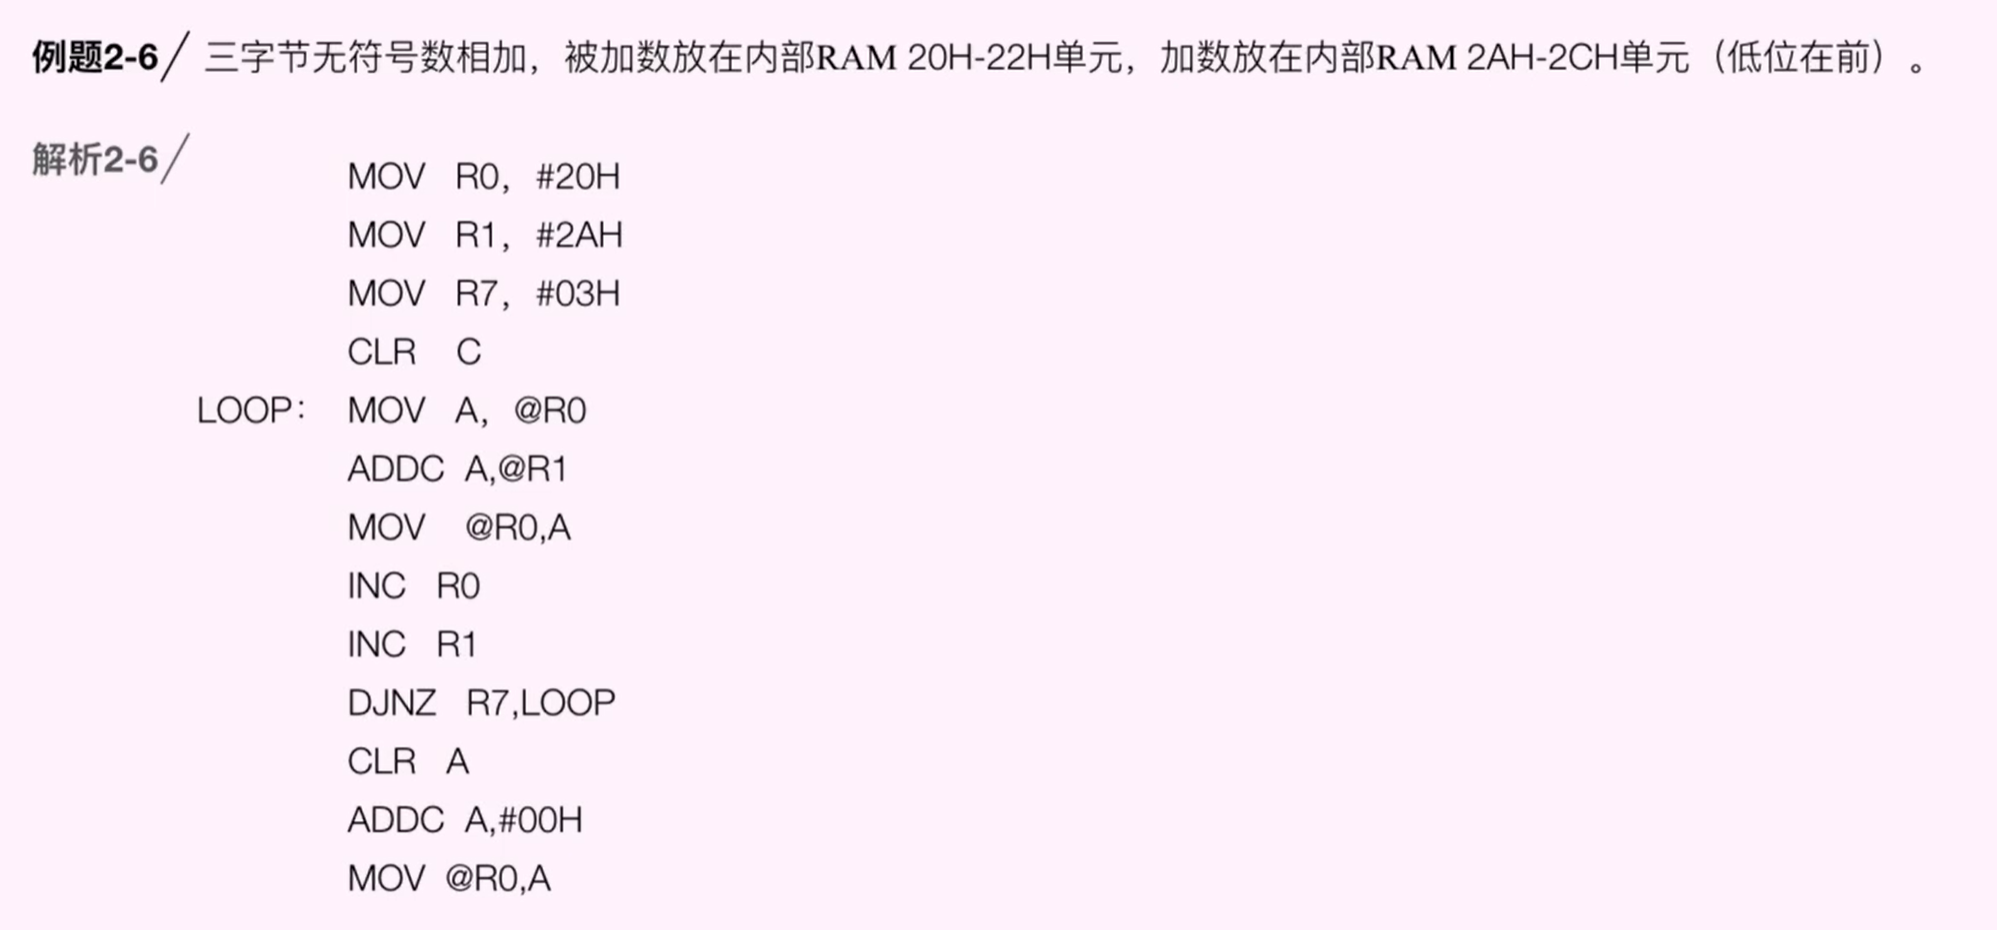 例题2-6/ 三字节无符号数相加，被加数放在内部RAM 20H-22H单元，加数放在内部RAM 2AH-2CH单元（低位在前）。
解析2-6/
MOV R0，#20H
MOV R1，#2AH
MOV R7，#03H
CLR C
LOOP： MOV A，@R0
ADDC A,@R1
MOV @R0,A
INC R0
INC R1
DJNZ R7,LOOP
CLR A
ADDC A,#00H
MOV @R0,A